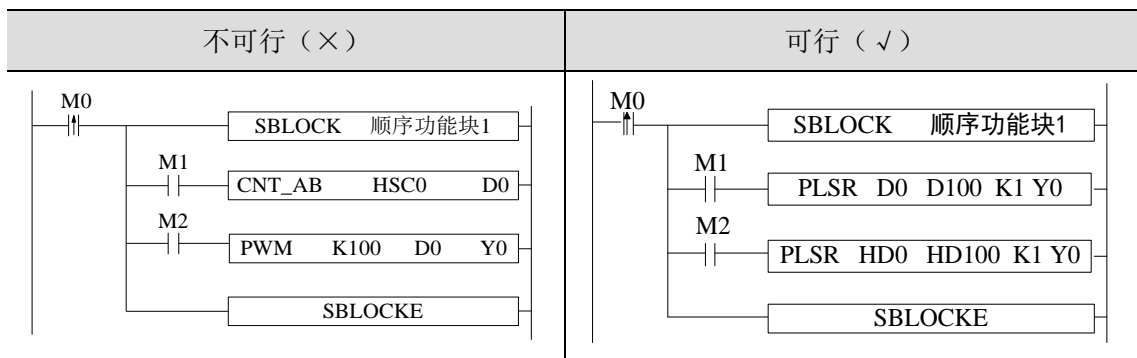 不可行（×）
可行（√）
M0
SBLOCK 顺序功能块1
M1
CNT_AB HSC0 D0
M2
PWM K100 D0 Y0
SBLOCKE
M0
SBLOCK 顺序功能块1
M1
PLSR D0 D100 K1 Y0
M2
PLSR HD0 HD100 K1 Y0
SBLOCKE